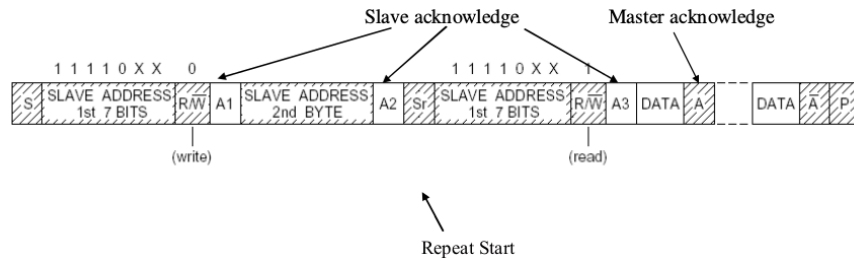 Slave acknowledge
Master acknowledge
1 1 1 1 0 X X 0
1 1 1 1 0 X X 1
S
SLAVE ADDRESS
1st 7 BITS
R/W̅
A1
SLAVE ADDRESS
2nd BYTE
A2
Sr
SLAVE ADDRESS
1st 7 BITS
R/W̅
A3
DATA
A
DATA
A̅
P
(write)
(read)
Repeat Start